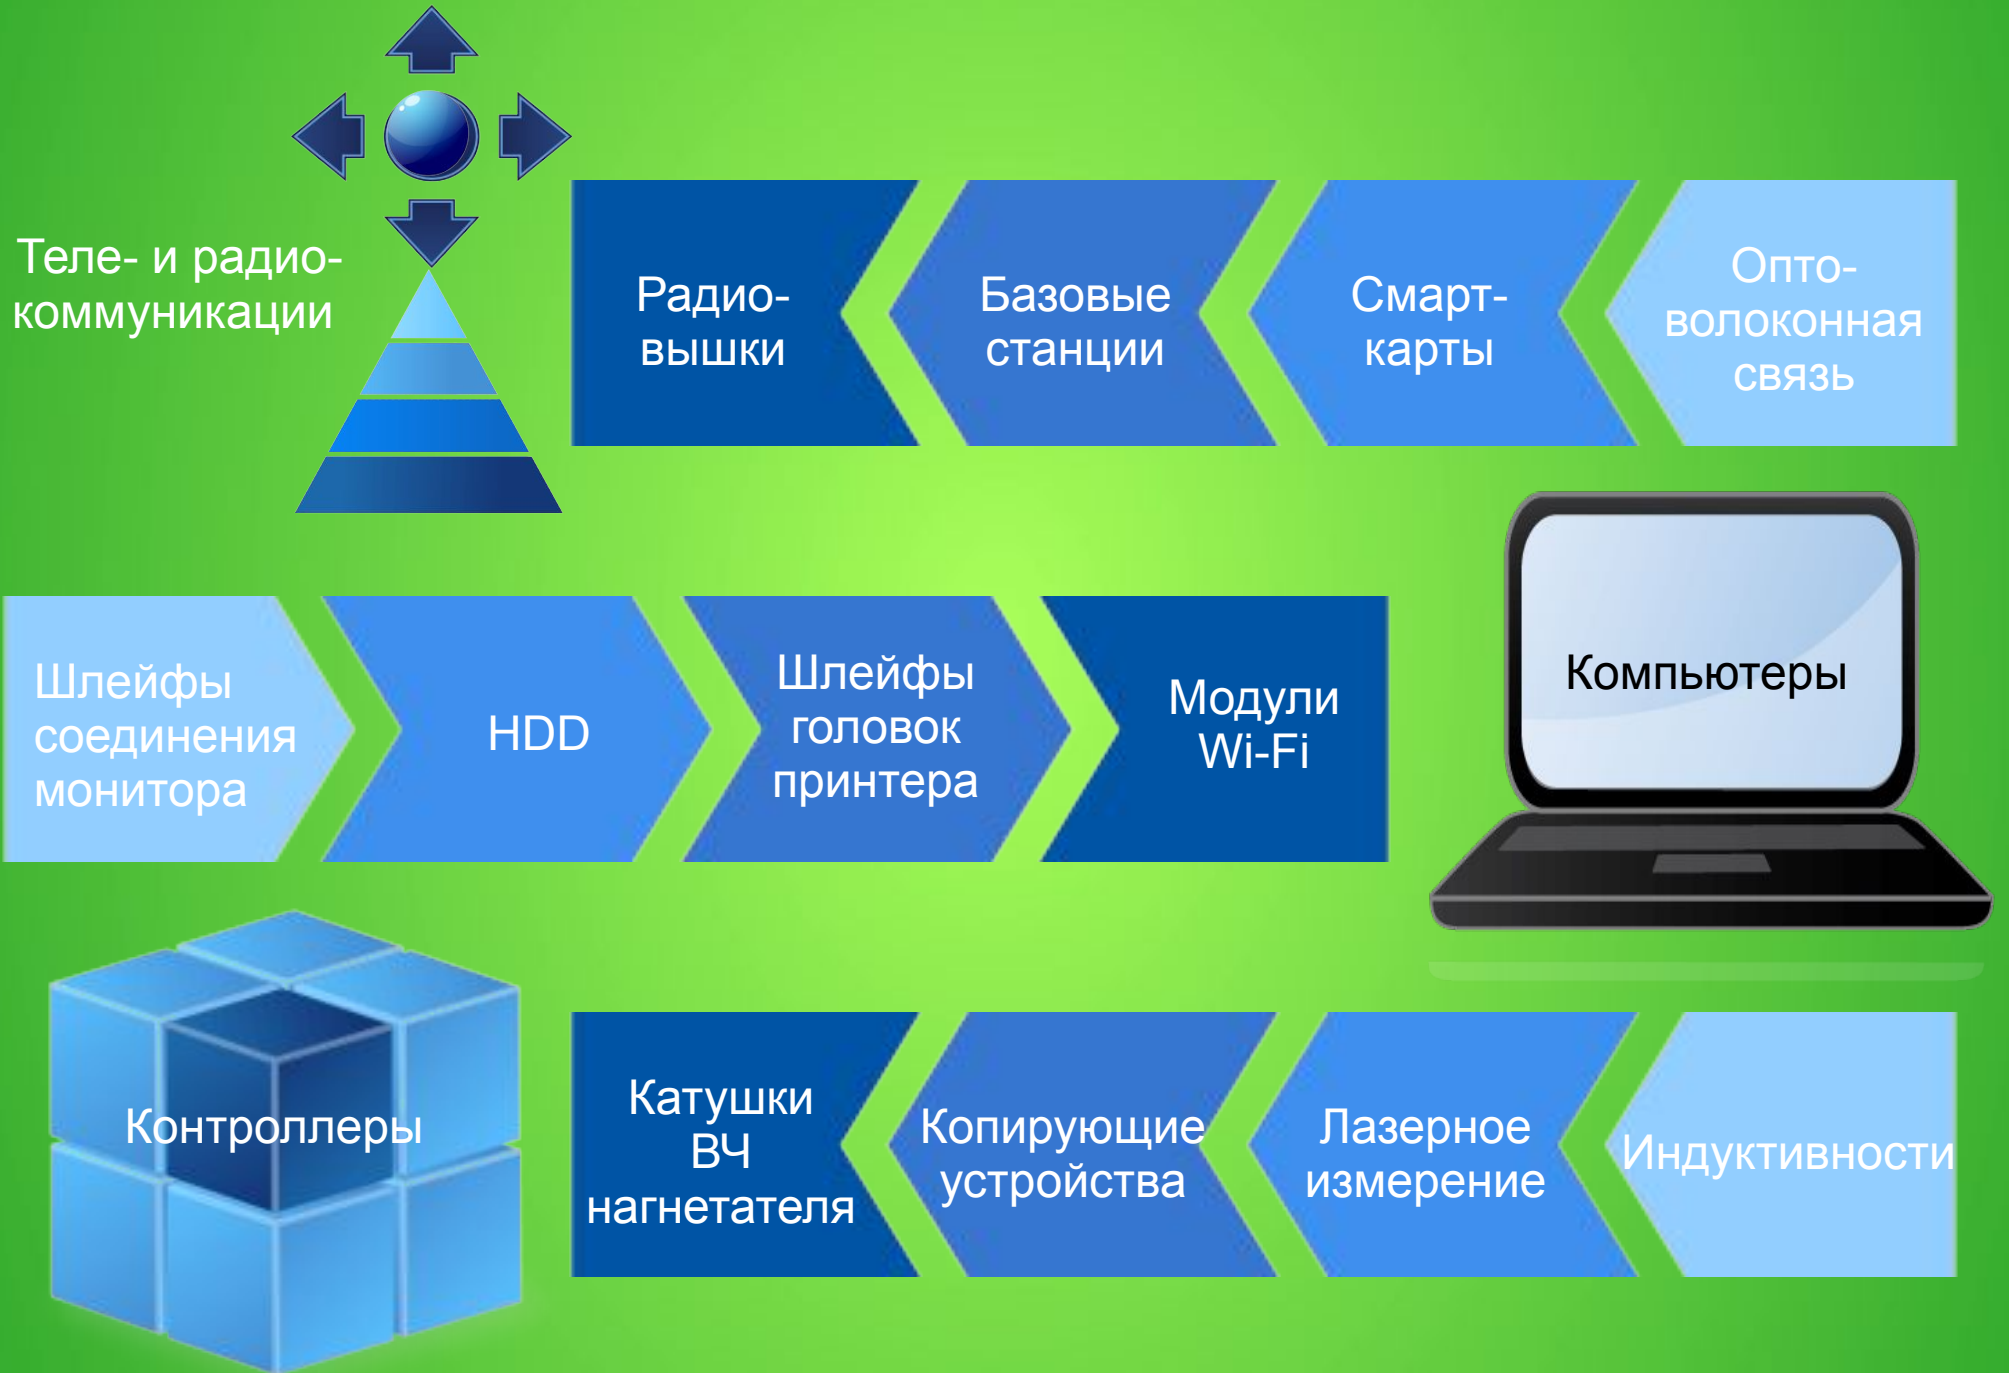 Теле- и радио-
коммуникации
Радио-
вышки
Базовые
станции
Смарт-
карты
Опто-
волоконная
связь
Шлейфы
соединения
монитора
HDD
Шлейфы
головок
принтера
Модули
Wi-Fi
Компьютеры
Контроллеры
Катушки
ВЧ
нагнетателя
Копирующие
устройства
Лазерное
измерение
Индуктивности